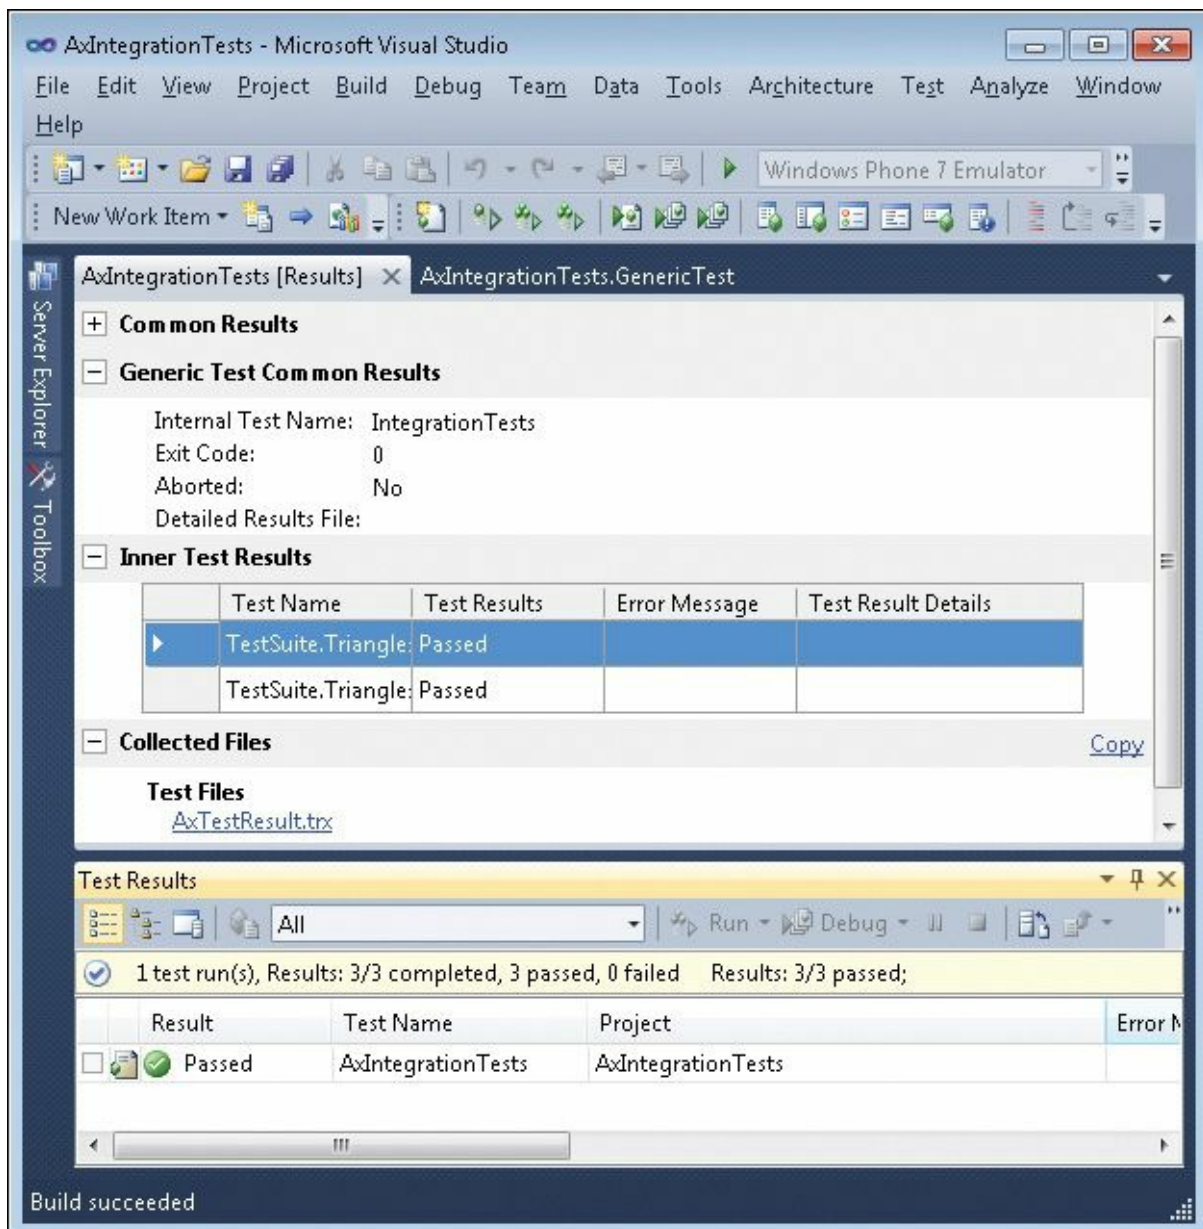 AxIntegrationTests - Microsoft Visual Studio
File Edit View Project Build Debug Team Data Tools Architecture Test Analyze Window
Help
Windows Phone 7 Emulator
New Work Item
AxIntegrationTests [Results] AxIntegrationTests.GenericTest
Server Explorer
Toolbox
Common Results
Generic Test Common Results
Internal Test Name: IntegrationTests
Exit Code: 0
Aborted: No
Detailed Results File:
Inner Test Results
Test Name Test Results Error Message Test Result Details
TestSuite.Triangle: Passed
TestSuite.Triangle: Passed
Collected Files Copy
Test Files
AxTestResult.trx
Test Results
All Run Debug
1 test run(s), Results: 3/3 completed, 3 passed, 0 failed Results: 3/3 passed;
Result Test Name Project Error
Passed AxIntegrationTests AxIntegrationTests
Build succeeded